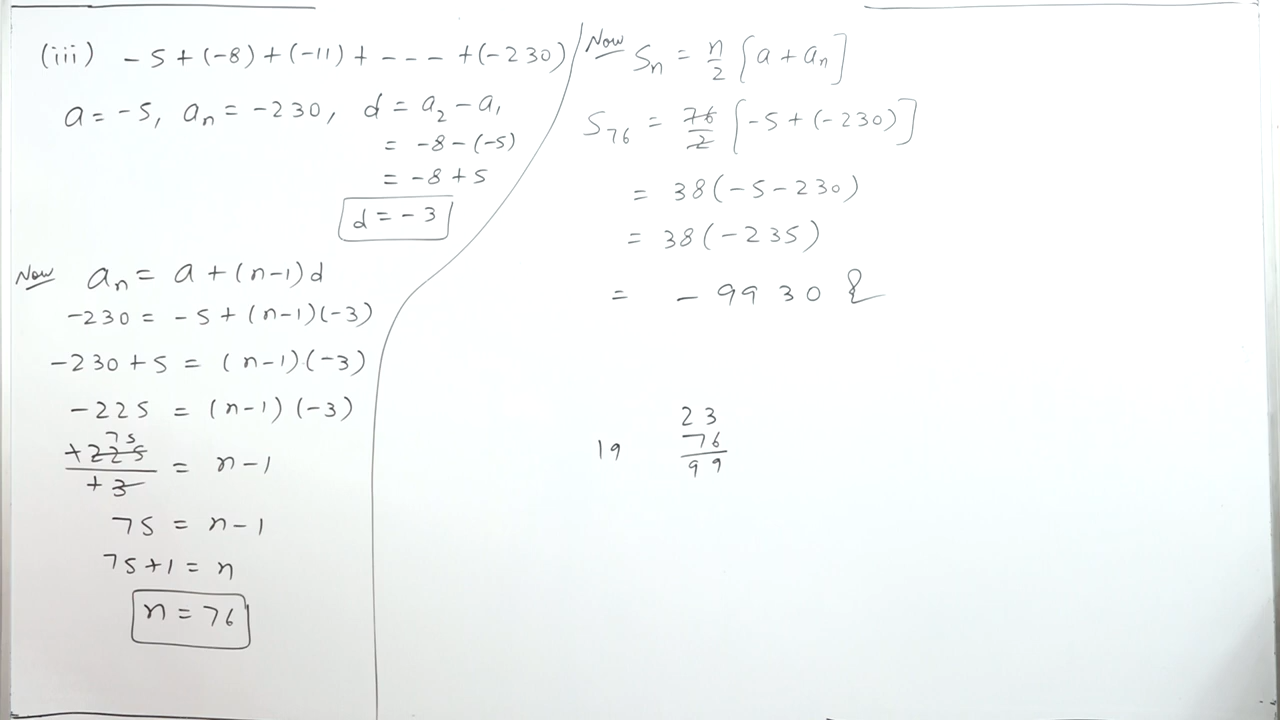 (iii) -5+(-8)+(-11)+ - - - +(-230)
a = -5, aₙ = -230, d = a₂ - a₁
= -8-(-5)
= -8+5
d = -3
Now aₙ = a + (n-1)d
-230 = -5+(n-1)(-3)
-230+5 = (n-1)(-3)
-225 = (n-1)(-3)
75
+225/+3 = n-1
75 = n-1
75+1 = n
n = 76
Now Sₙ = n/2 [a + aₙ]
S₇₆ = 76/2 [-5+(-230)]
= 38(-5-230)
= 38(-235)
= -9930
23
19 76
99